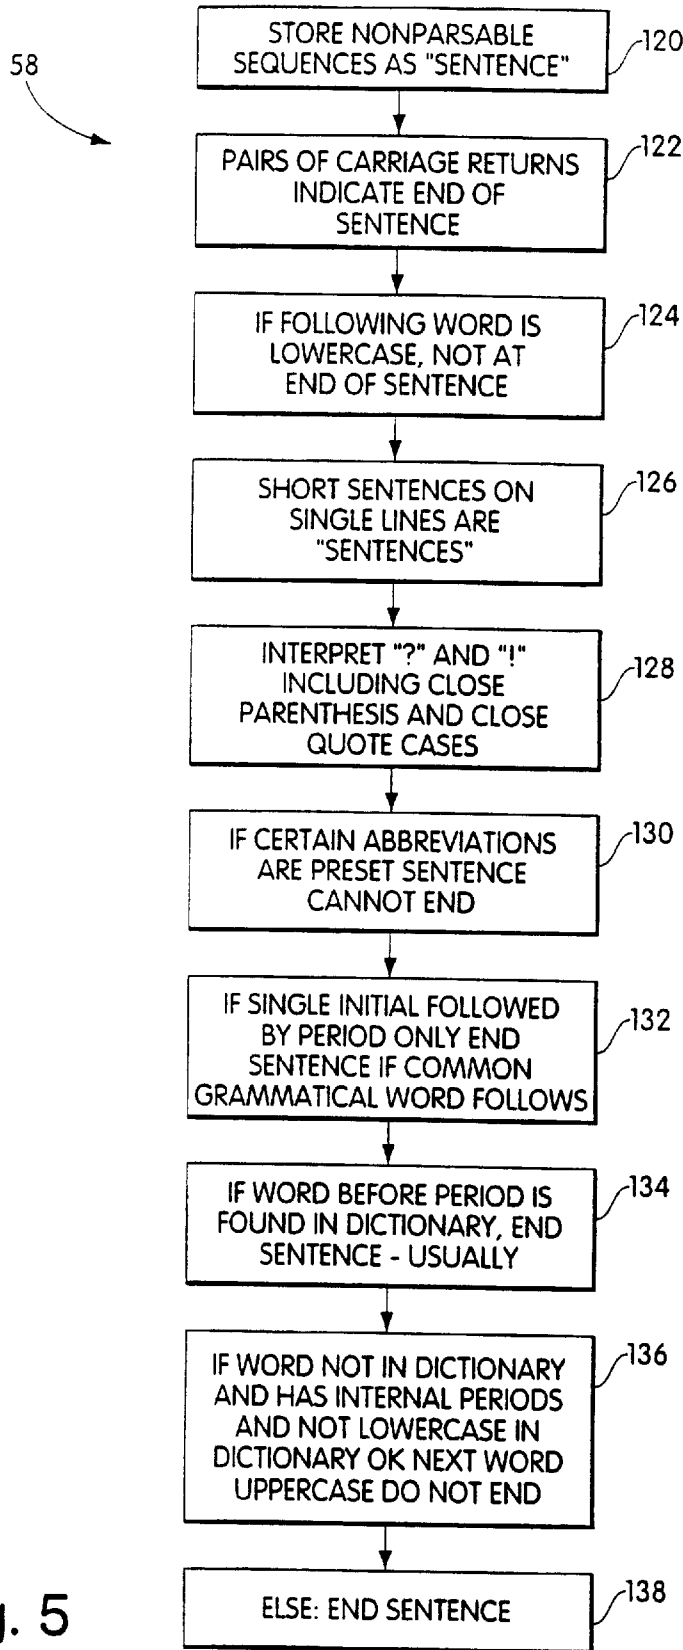 58
STORE NONPARSABLE
SEQUENCES AS "SENTENCE"
120
PAIRS OF CARRIAGE RETURNS
INDICATE END OF
SENTENCE
122
IF FOLLOWING WORD IS
LOWERCASE, NOT AT
END OF SENTENCE
124
SHORT SENTENCES ON
SINGLE LINES ARE
"SENTENCES"
126
INTERPRET "?" AND "!"
INCLUDING CLOSE
PARENTHESIS AND CLOSE
QUOTE CASES
128
IF CERTAIN ABBREVIATIONS
ARE PRESET SENTENCE
CANNOT END
130
IF SINGLE INITIAL FOLLOWED
BY PERIOD ONLY END
SENTENCE IF COMMON
GRAMMATICAL WORD FOLLOWS
132
IF WORD BEFORE PERIOD IS
FOUND IN DICTIONARY, END
SENTENCE - USUALLY
134
IF WORD NOT IN DICTIONARY
AND HAS INTERNAL PERIODS
AND NOT LOWERCASE IN
DICTIONARY OK NEXT WORD
UPPERCASE DO NOT END
136
ELSE: END SENTENCE
138
g. 5